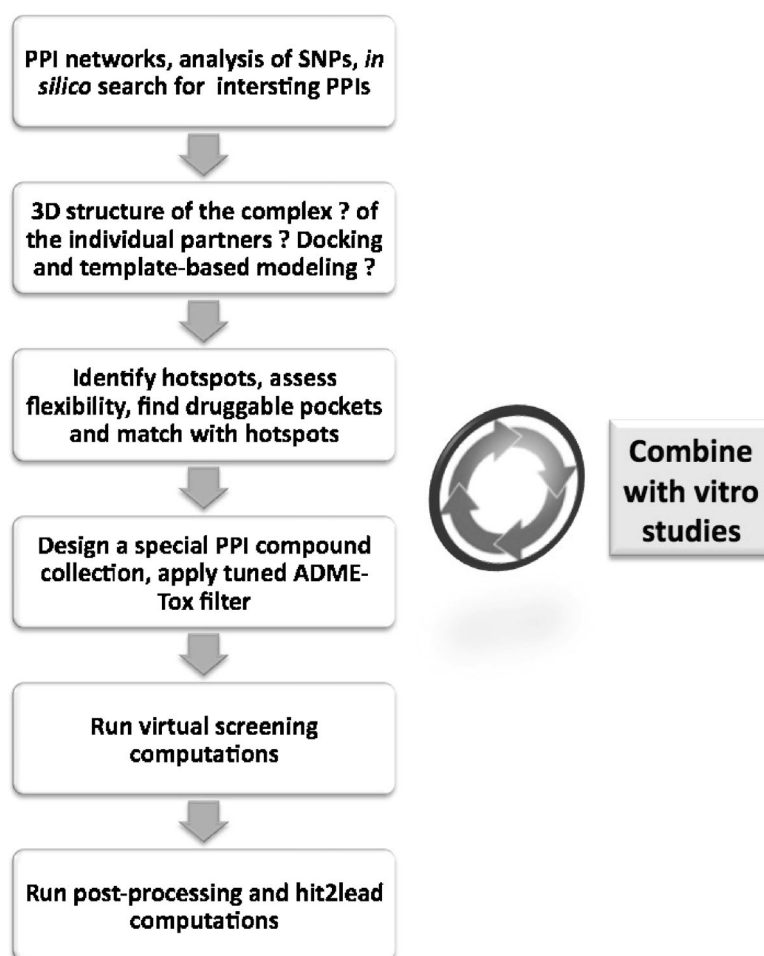 PPI networks, analysis of SNPs, in
silico search for intersting PPIs
3D structure of the complex ? of
the individual partners ? Docking
and template-based modeling ?
Identify hotspots, assess
flexibility, find druggable pockets
and match with hotspots
Design a special PPI compound
collection, apply tuned ADME-
Tox filter
Run virtual screening
computations
Run post-processing and hit2lead
computations
Combine
with vitro
studies